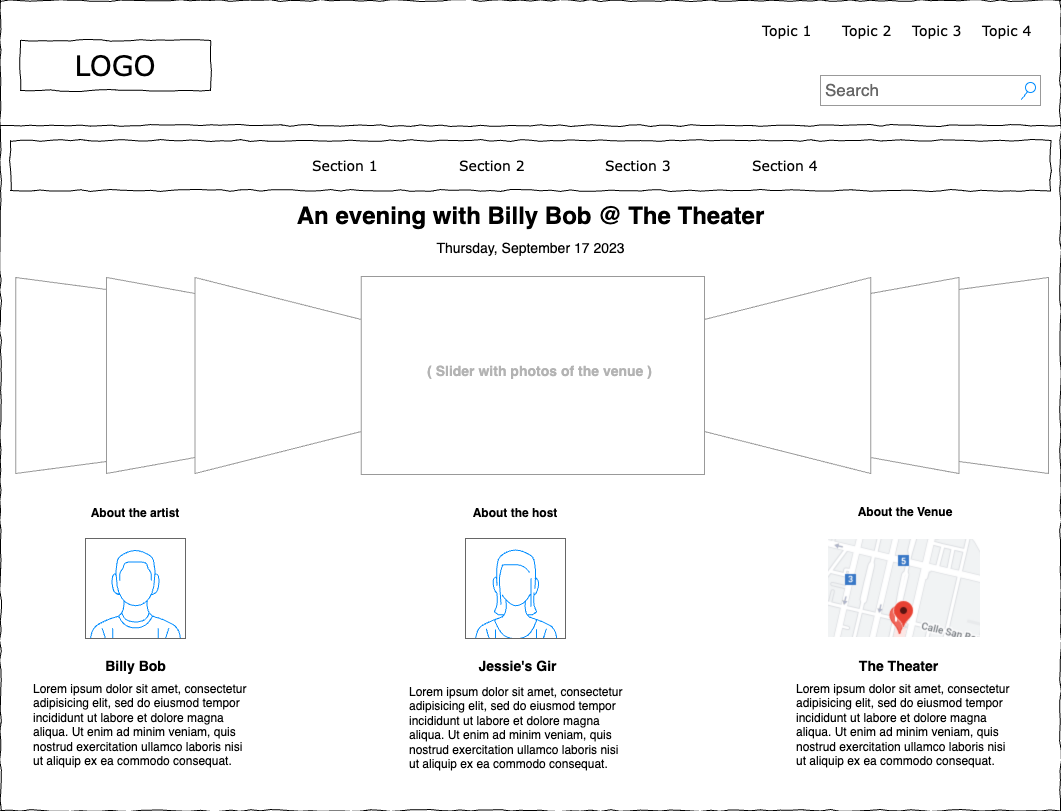 Topic 1 Topic 2 Topic 3 Topic 4
LOGO
Search
Section 1 Section 2 Section 3 Section 4
An evening with Billy Bob @ The Theater
Thursday, September 17 2023
( Slider with photos of the venue )
About the artist
Billy Bob
Lorem ipsum dolor sit amet, consectetur
adipisicing elit, sed do eiusmod tempor
incididunt ut labore et dolore magna
aliqua. Ut enim ad minim veniam, quis
nostrud exercitation ullamco laboris nisi
ut aliquip ex ea commodo consequat.
About the host
Jessie's Gir
Lorem ipsum dolor sit amet, consectetur
adipisicing elit, sed do eiusmod tempor
incididunt ut labore et dolore magna
aliqua. Ut enim ad minim veniam, quis
nostrud exercitation ullamco laboris nisi
ut aliquip ex ea commodo consequat.
About the Venue
5
3
Calle San
The Theater
Lorem ipsum dolor sit amet, consectetur
adipisicing elit, sed do eiusmod tempor
incididunt ut labore et dolore magna
aliqua. Ut enim ad minim veniam, quis
nostrud exercitation ullamco laboris nisi
ut aliquip ex ea commodo consequat.